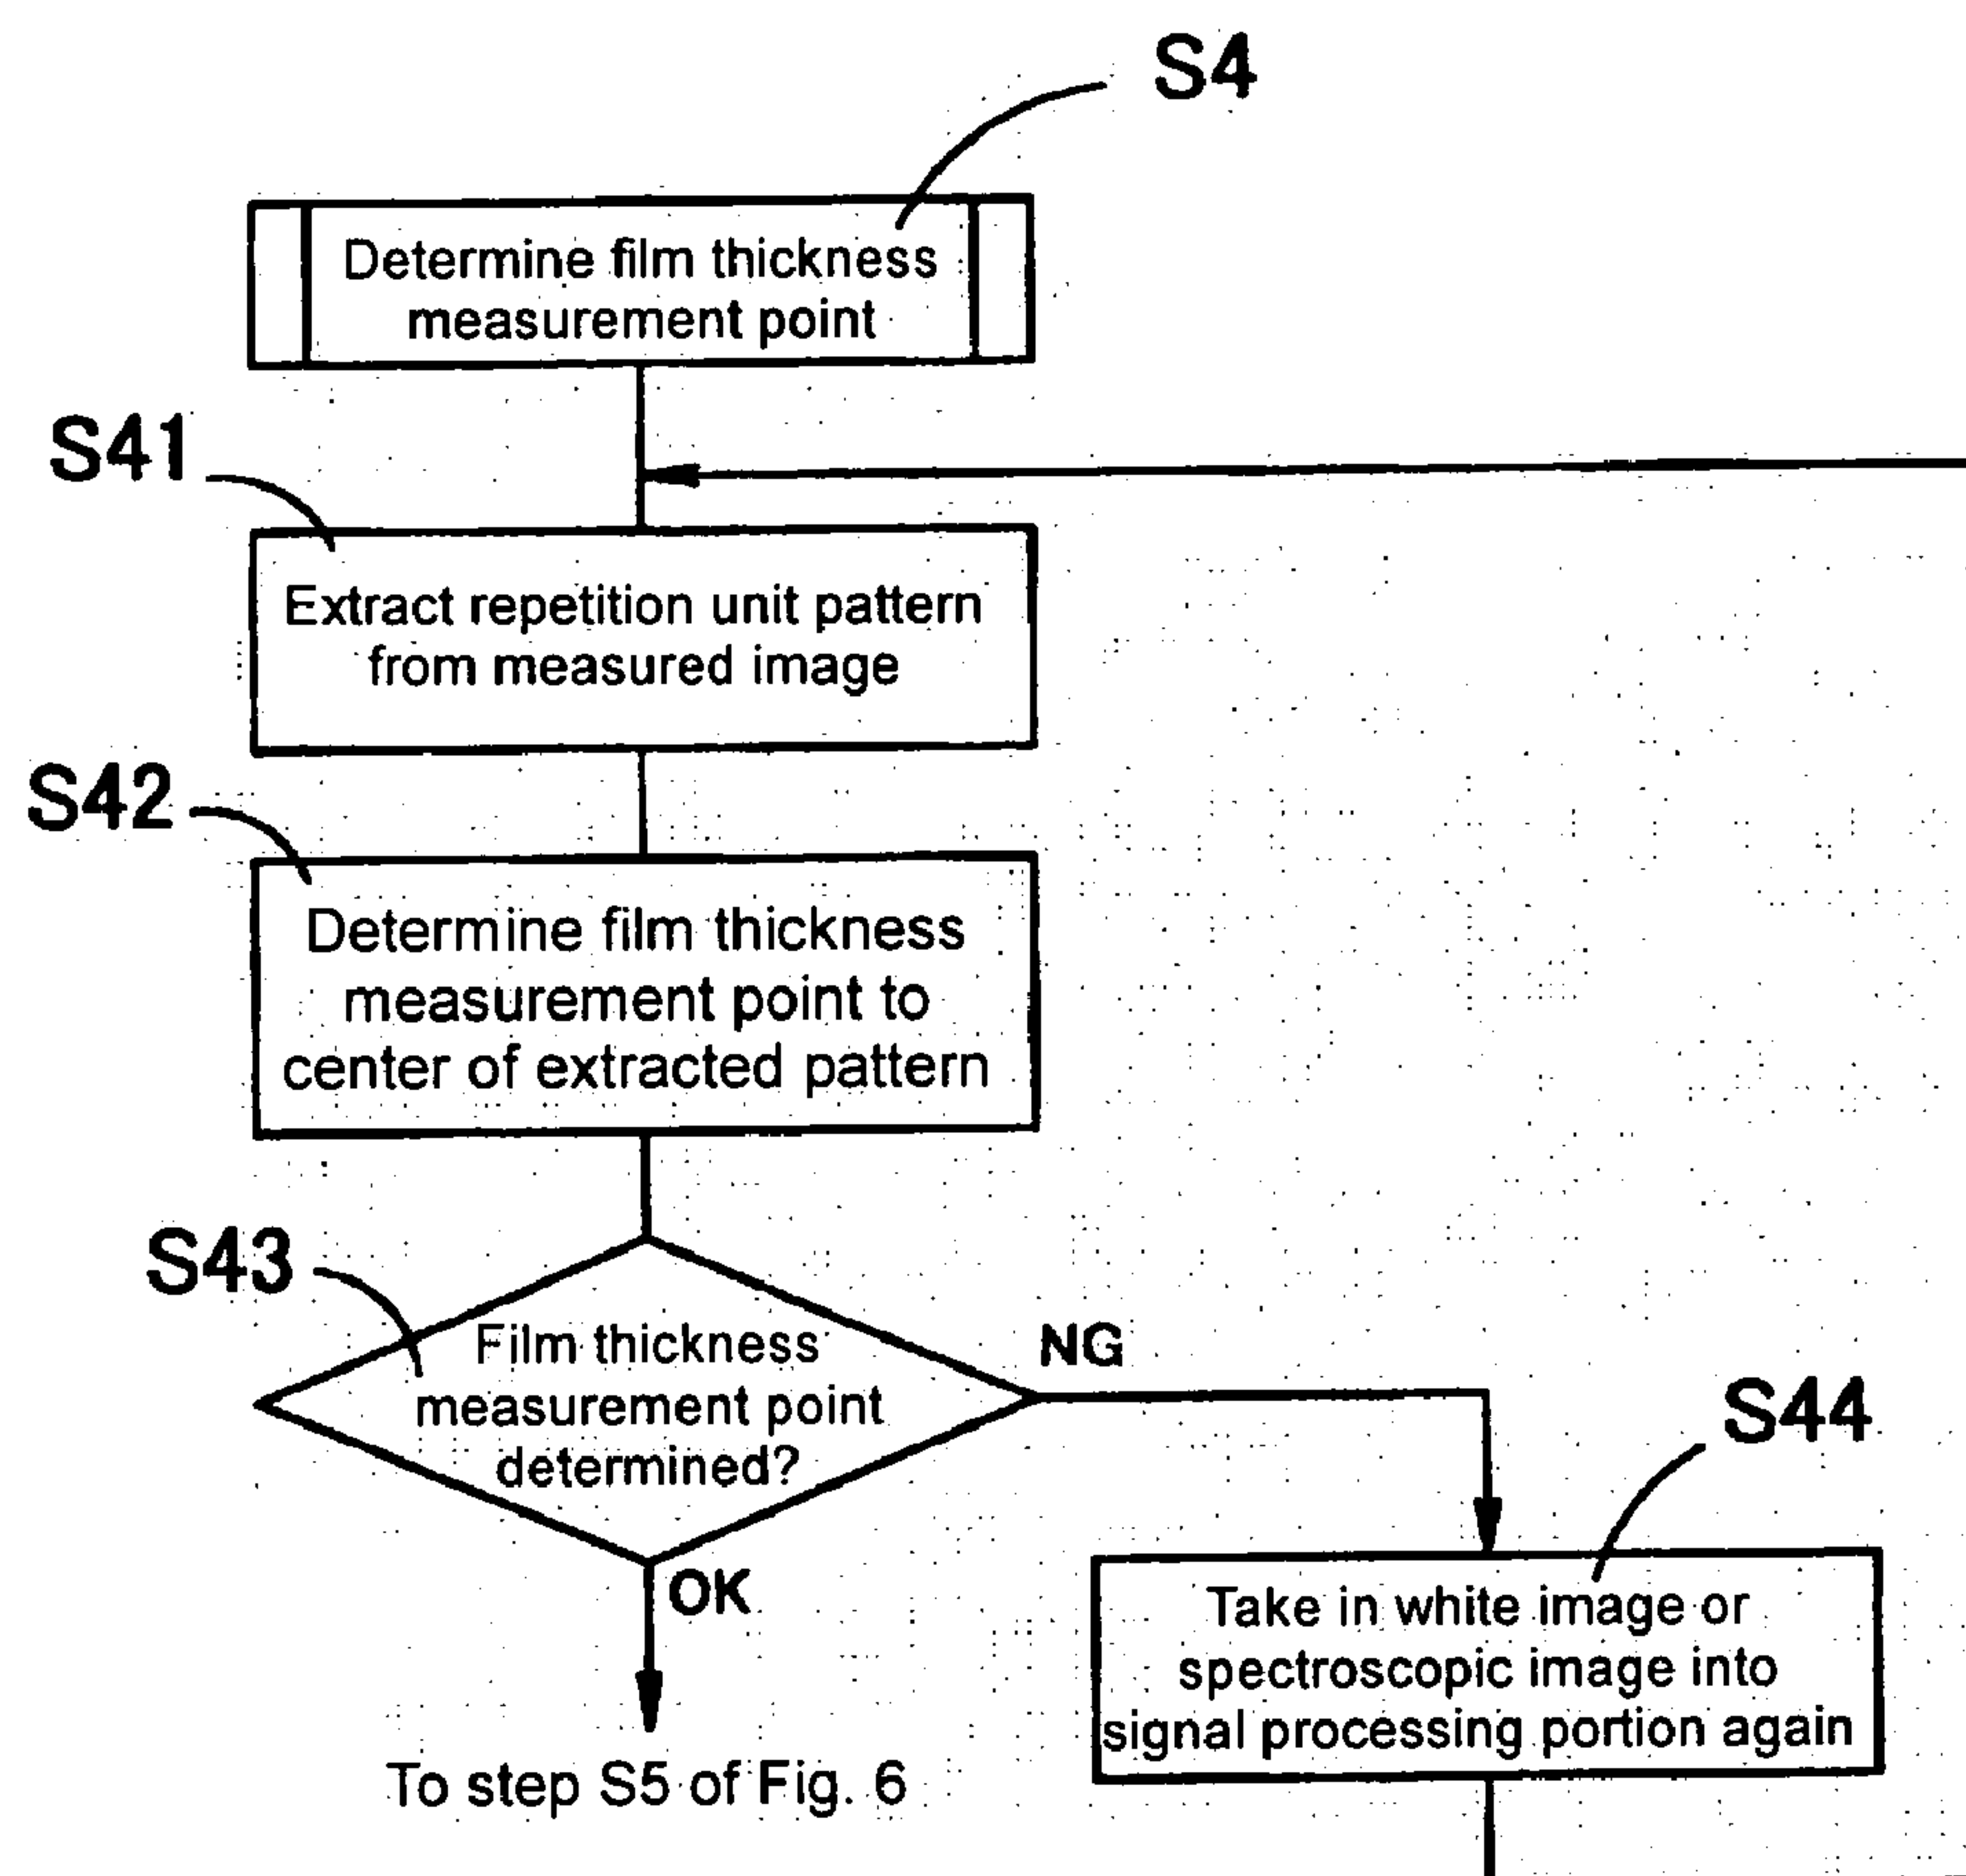 S4
Determine film thickness
measurement point
S41
Extract repetition unit pattern
from measured image
S42
Determine film thickness
measurement point to
center of extracted pattern
S43
Film thickness
measurement point
determined?
NG
OK
To step S5 of Fig. 6
S44
Take in white image or
spectroscopic image into
signal processing portion again